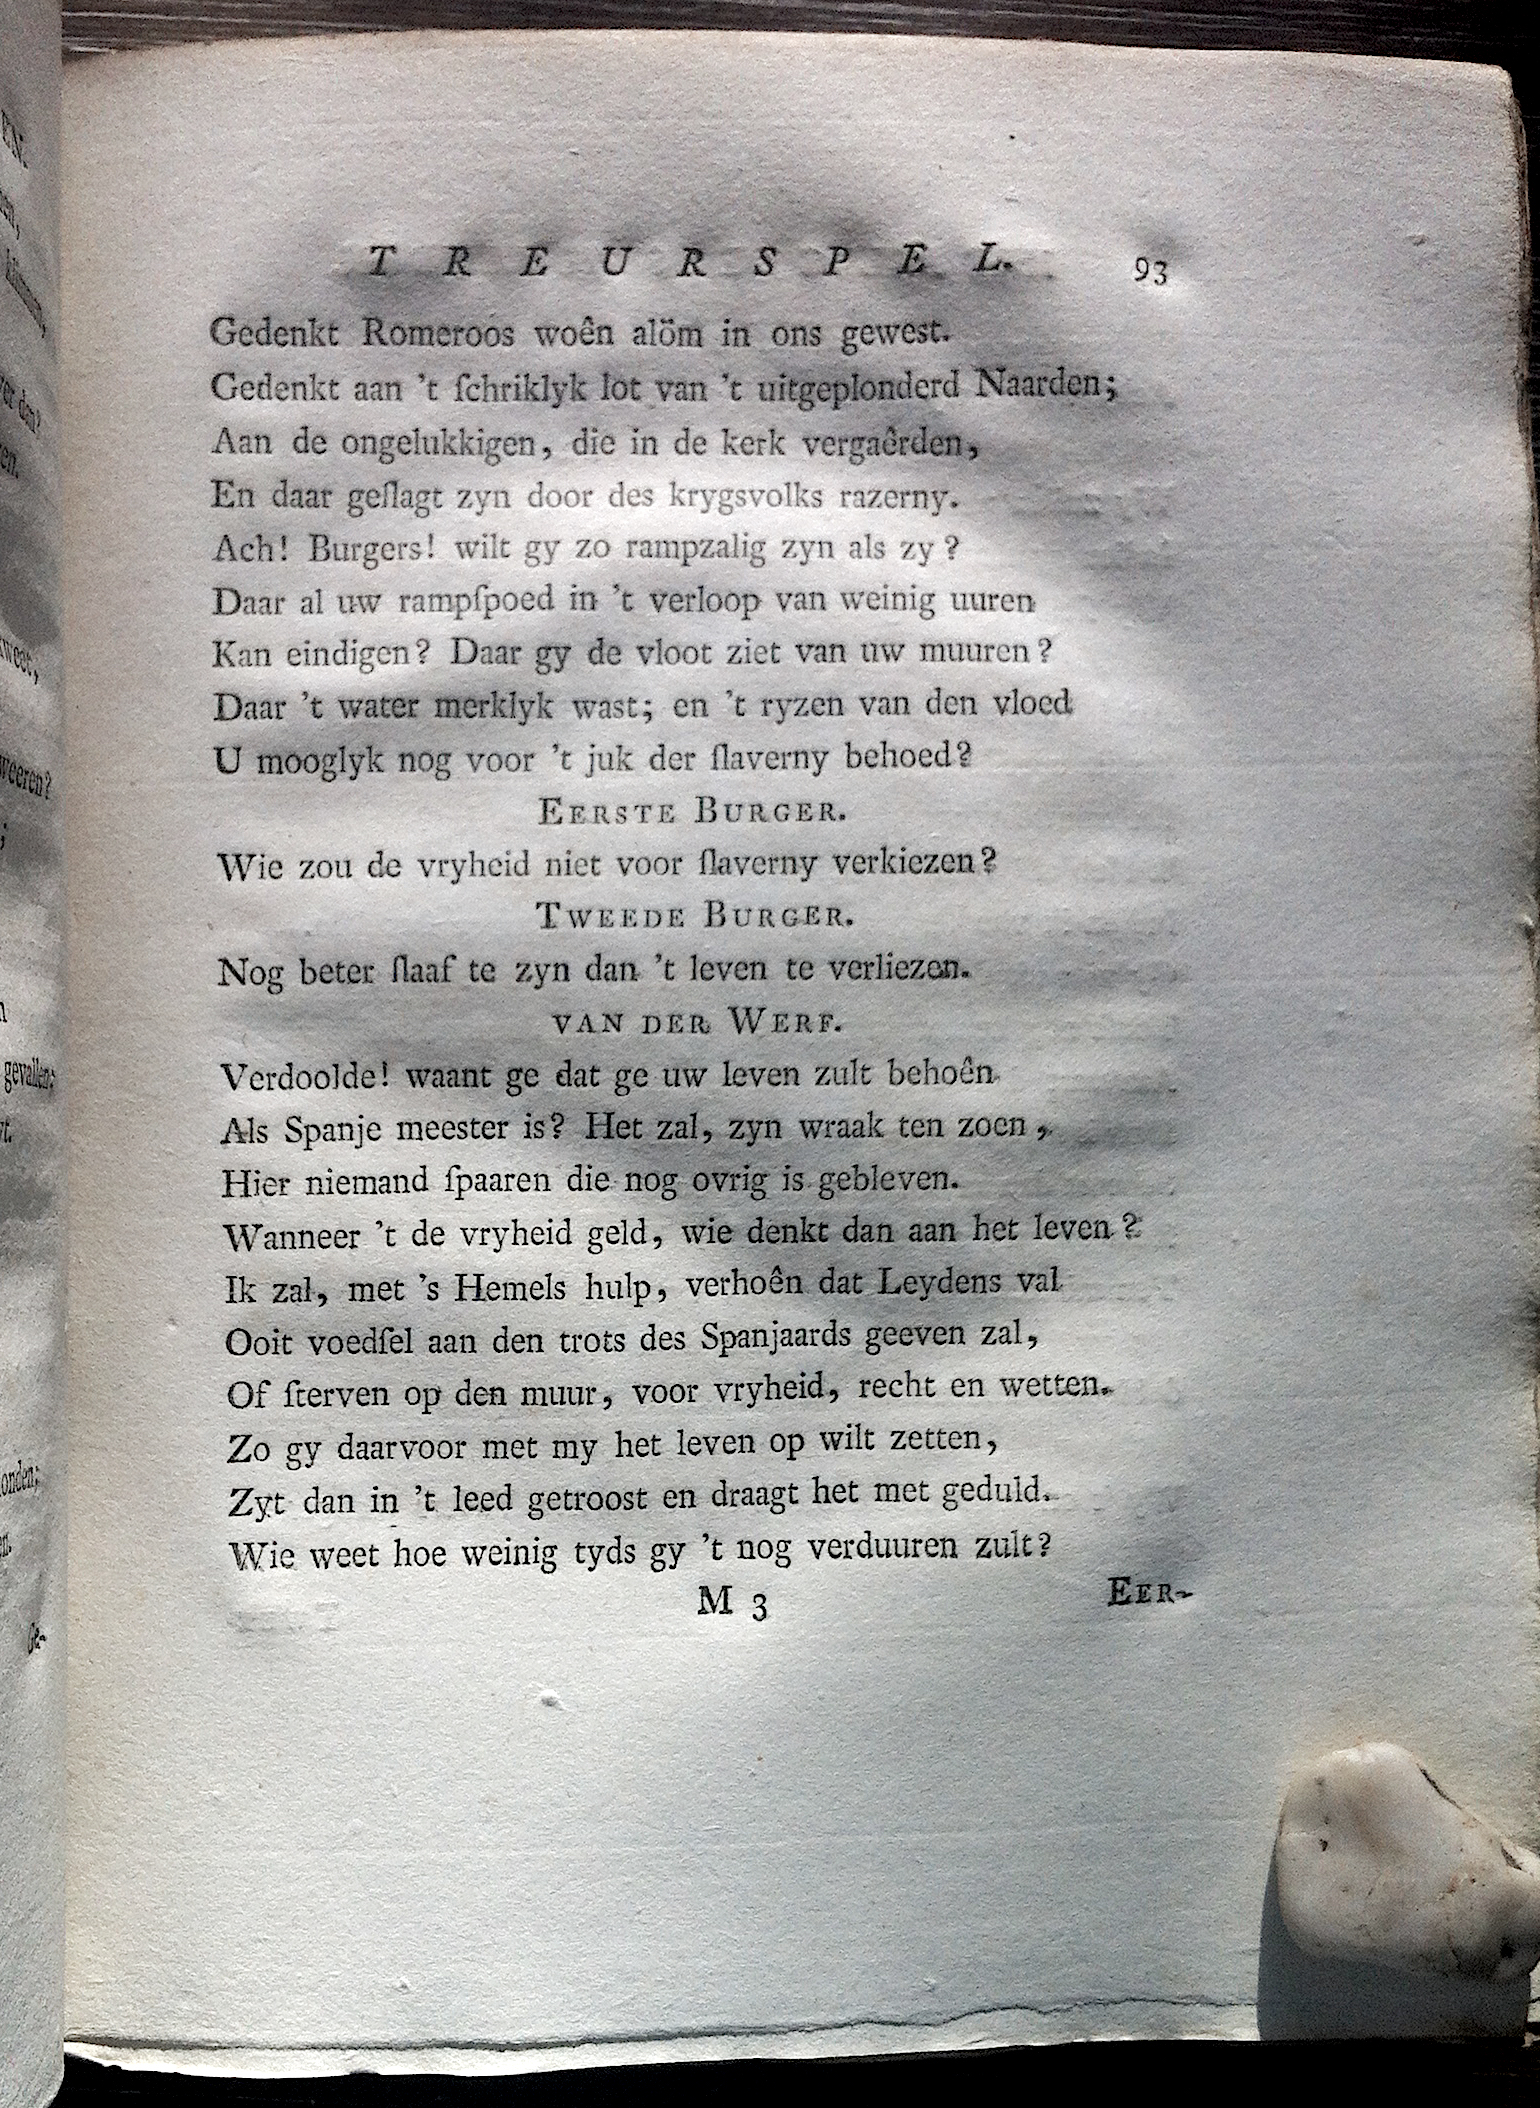 TREURSPEL. 93
Gedenkt Romeroos woên alöm in ons gewest.
Gedenkt aan 't ſchriklyk lot van 't uitgeplonderd Naarden;
Aan de ongelukkigen, die in de kerk vergaêrden,
En daar geſlagt zyn door des krygsvolks razerny.
Ach! Burgers! wilt gy zo rampzalig zyn als zy?
Daar al uw rampſpoed in 't verloop van weinig uuren
Kan eindigen? Daar gy de vloot ziet van uw muuren?
Daar 't water merklyk wast; en 't ryzen van den vloed
U mooglyk nog voor 't juk der ſlaverny behoed?
EERSTE BURGER.
Wie zou de vryheid niet voor ſlaverny verkiezen?
TWEEDE BURGER.
Nog beter ſlaaf te zyn dan 't leven te verliezen.
VAN DER WERF.
Verdoolde! waant ge dat ge uw leven zult behoên
Als Spanje meester is? Het zal, zyn wraak ten zoen,
Hier niemand ſpaaren die nog ovrig is gebleven.
Wanneer 't de vryheid geld, wie denkt dan aan het leven?
Ik zal, met 's Hemels hulp, verhoên dat Leydens val
Ooit voedſel aan den trots des Spanjaards geeven zal,
Of ſterven op den muur, voor vryheid, recht en wetten.
Zo gy daarvoor met my het leven op wilt zetten,
Zyt dan in 't leed getroost en draagt het met geduld.
Wie weet hoe weinig tyds gy 't nog verduuren zult?
M 3 EER-
gevallen;
weeren?
Ge-